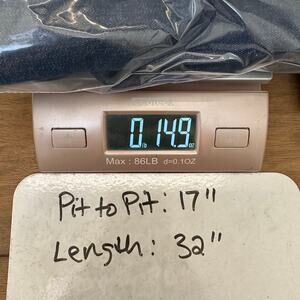 0 lb 14.9 oz
Max : 86LB d=0.1OZ
Pit to Pit: 17"
Length: 32"